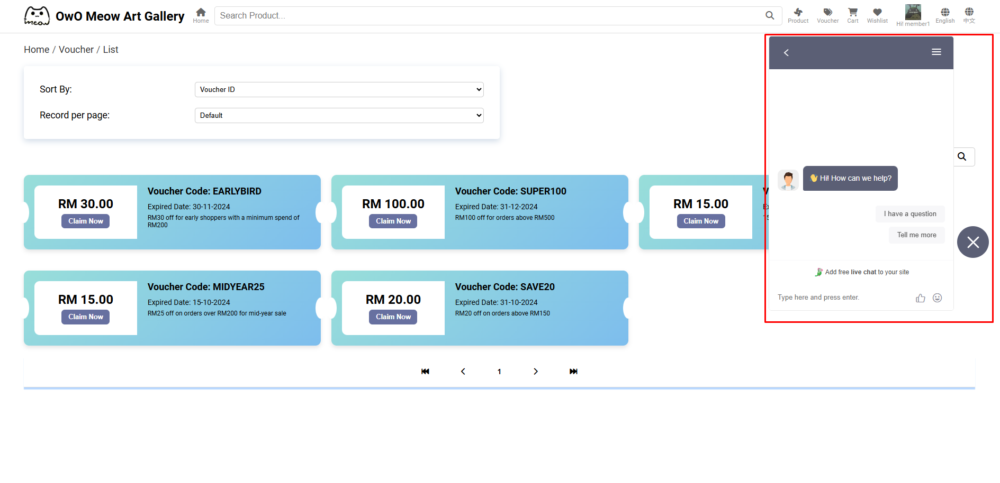 meow
OwO Meow Art Gallery
Home
Search Product...
Product
Voucher
Cart
Wishlist
Hi! member1
English
中文
Home / Voucher / List
Sort By:
Voucher ID
Record per page:
Default
RM 30.00
Claim Now
Voucher Code: EARLYBIRD
Expired Date: 30-11-2024
RM30 off for early shoppers with a minimum spend of
RM200
RM 100.00
Claim Now
Voucher Code: SUPER100
Expired Date: 31-12-2024
RM100 off for orders above RM500
RM 15.00
Claim Now
RM 15.00
Claim Now
Voucher Code: MIDYEAR25
Expired Date: 15-10-2024
RM25 off on orders over RM200 for mid-year sale
RM 20.00
Claim Now
Voucher Code: SAVE20
Expired Date: 31-10-2024
RM20 off on orders above RM150
1
👋 Hi! How can we help?
I have a question
Tell me more
Add free live chat to your site
Type here and press enter.